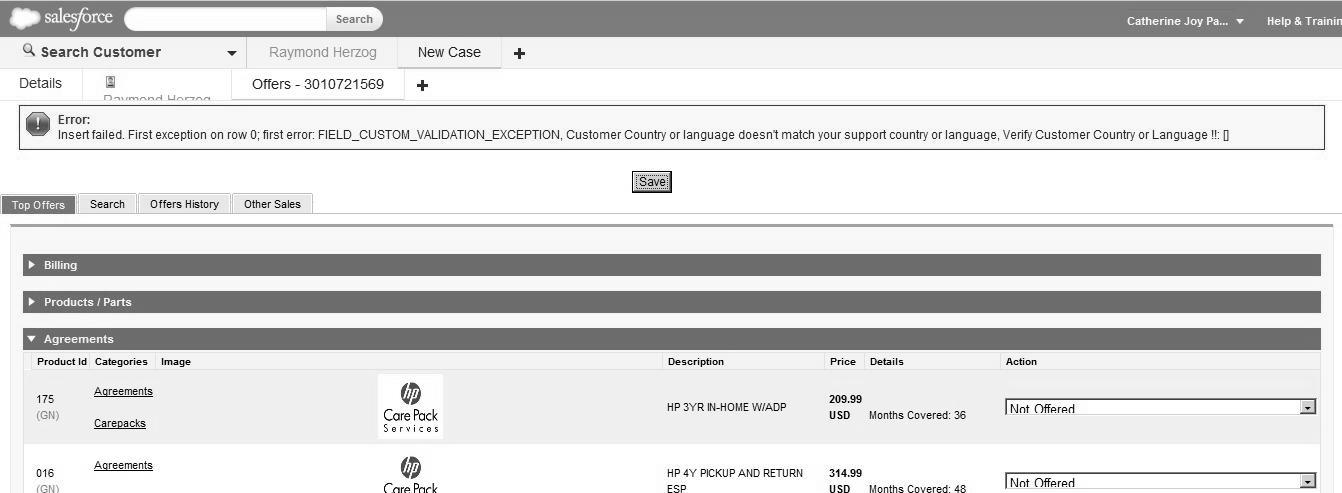 salesforce Search Catherine Joy Pa... Help & Trainin
Search Customer Raymond Herzog New Case
Details Raymond Herzog Offers - 3010721569
Error:
Insert failed. First exception on row 0; first error: FIELD_CUSTOM_VALIDATION_EXCEPTION, Customer Country or language doesn't match your support country or language, Verify Customer Country or Language !!: []
Save
Top Offers Search Offers History Other Sales
Billing
Products / Parts
Agreements
Product Id Categories Image Description Price Details Action
175 (GN)
Agreements
Carepacks
hp
Care Pack
Services
HP 3YR IN-HOME W/ADP
209.99
USD
Months Covered: 36
Not Offered
016
(GN)
Agreements
hp
Care Pack
HP 4Y PICKUP AND RETURN
ESP
314.99
USD
Months Covered: 48
Not Offered